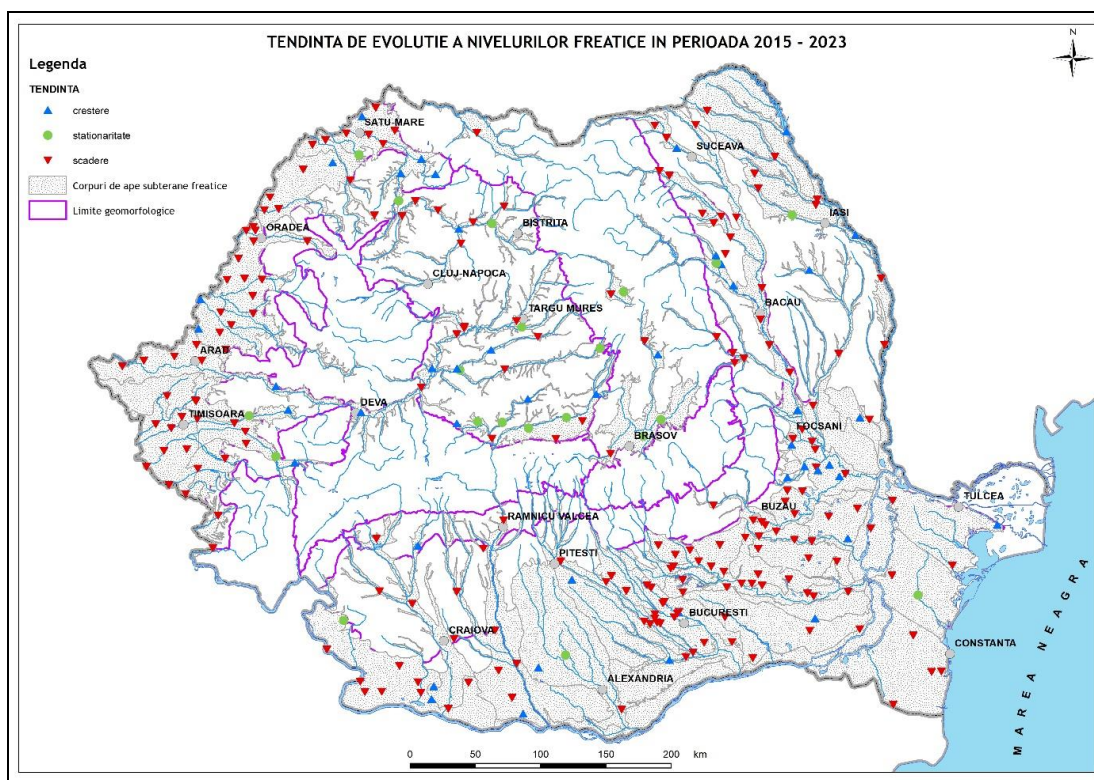 TENDINTA DE EVOLUTIE A NIVELURILOR FREATICE IN PERIOADA 2015 - 2023
N
Legenda
TENDINTA
crestere
stationaritate
scadere
Corpuri de ape subterane freatice
Limite geomorfologice
SATU-MARE
SUCEAVA
IASI
ORADEA
BISTRITA
CLUJ-NAPOCA
TARGU MURES
BACAU
ARAD
DEVA
TIMISOARA
FOCSANI
BRASOV
TULCEA
BUZAU
RAMNICU VALCEA
PITESTI
BUCURESTI
CRAIOVA
CONSTANTA
ALEXANDRIA
MAREA NEAGRA
0 50 100 150 200 km